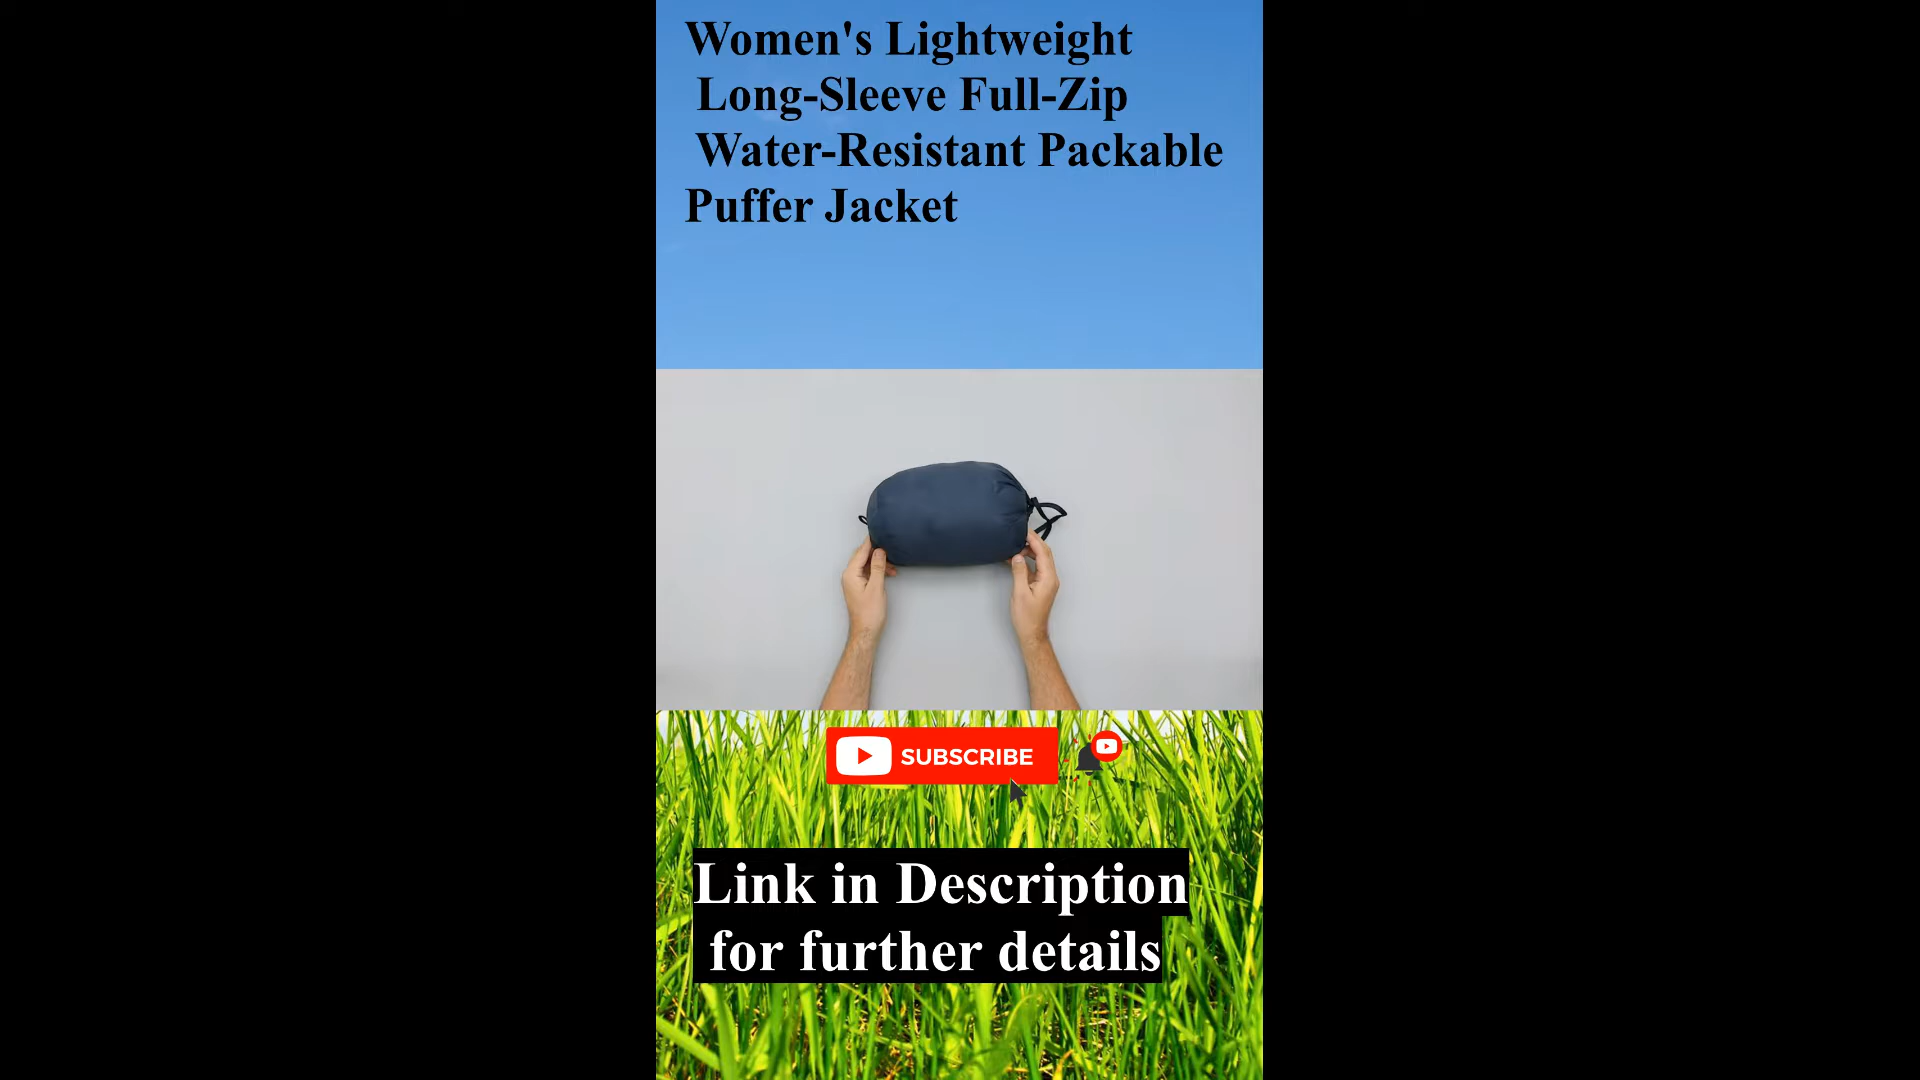 Women's Lightweight
Long-Sleeve Full-Zip
Water-Resistant Packable
Puffer Jacket
SUBSCRIBE
Link in Description
for further details